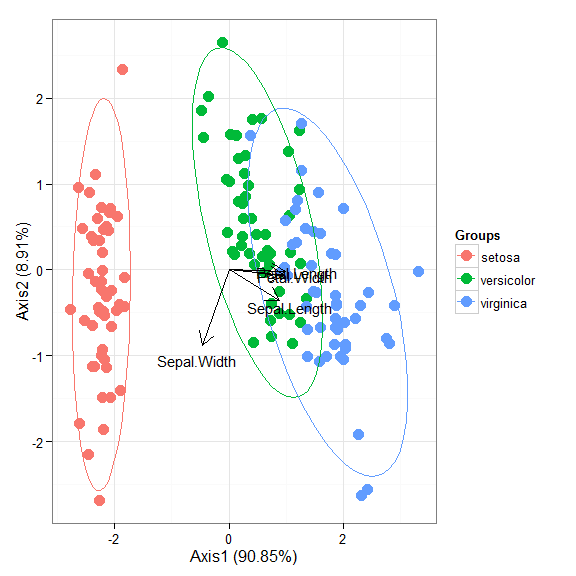 Groups
setosa
versicolor
virginica
2
1
0
-1
-2
Axis2 (8.91%)
Petal.Length
Petal.Width
Sepal.Length
Sepal.Width
-2
0
2
Axis1 (90.85%)